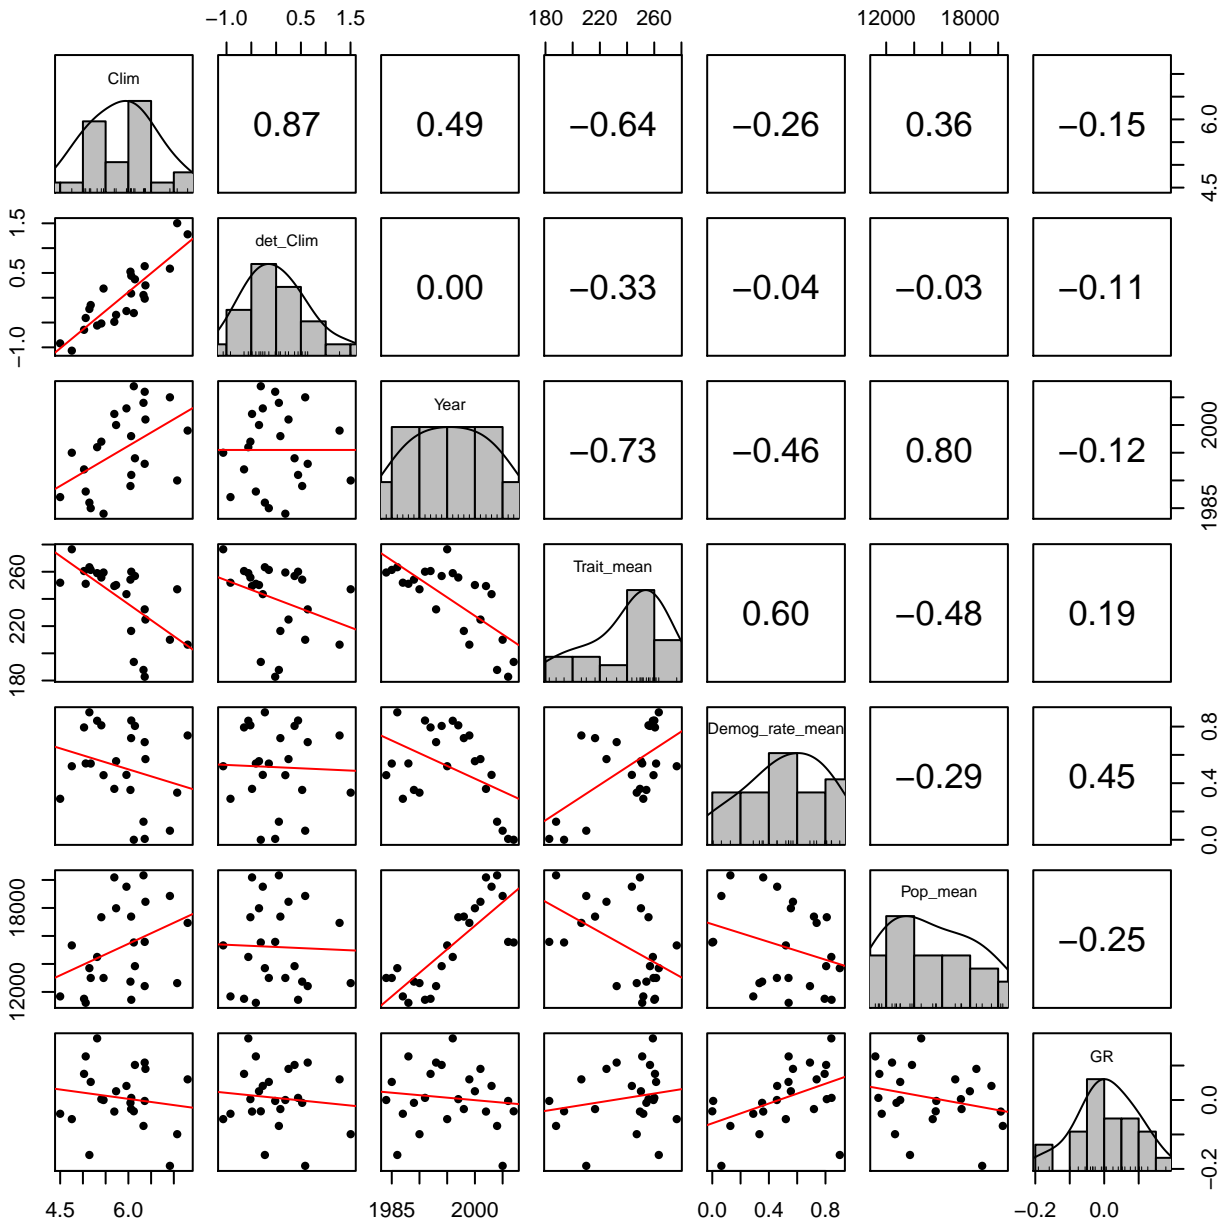 −1.0 0.5 1.5 180 220 260 12000 18000
Clim 0.87 0.49 −0.64 −0.26 0.36 −0.15 4.5 6.0
−1.0 0.5 1.5 det_Clim 0.00 −0.33 −0.04 −0.03 −0.11
Year −0.73 −0.46 0.80 −0.12 1985 2000
180 220 260 Trait_mean 0.60 −0.48 0.19
Demog_rate_mean −0.29 0.45 0.0 0.4 0.8
12000 18000 Pop_mean −0.25
GR −0.2 0.0
4.5 6.0 1985 2000 0.0 0.4 0.8 −0.2 0.0